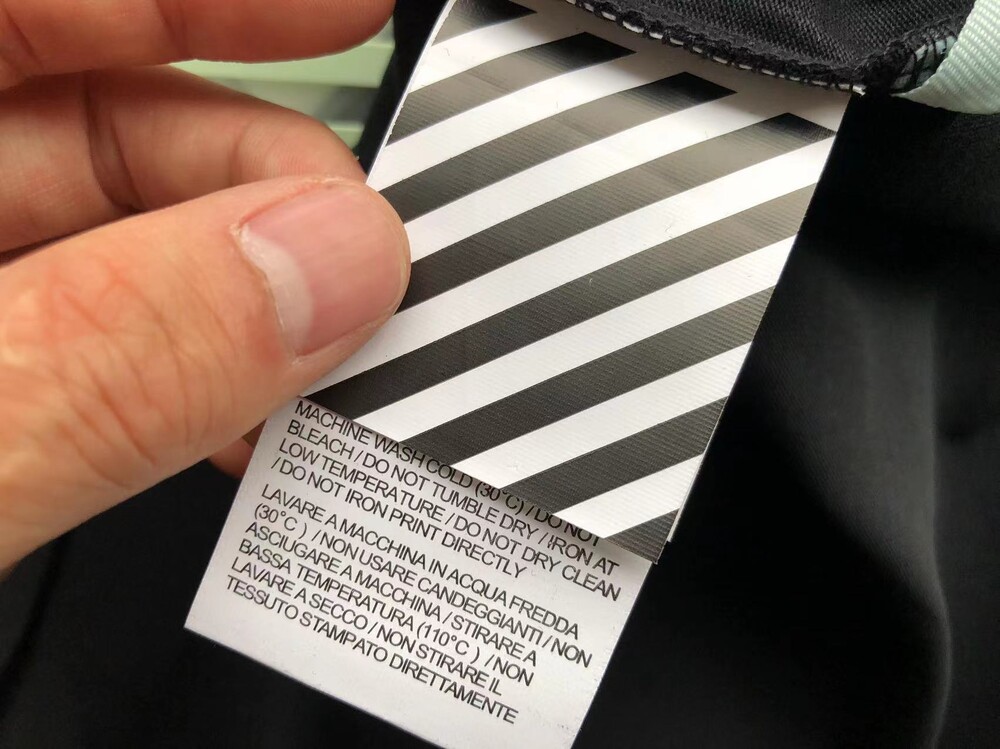 MACHINE WASH COLD (30°C) / DO NOT
BLEACH / DO NOT TUMBLE DRY / IRON AT
LOW TEMPERATURE / DO NOT DRY CLEAN
/ DO NOT IRON PRINT DIRECTLY
LAVARE A MACCHINA IN ACQUA FREDDA
(30°C ) / NON USARE CANDEGGIANTI / NON
ASCIUGARE A MACCHINA / STIRARE A
BASSA TEMPERATURA (110°C ) / NON
LAVARE A SECCO / NON STIRARE IL
TESSUTO STAMPATO DIRETTAMENTE